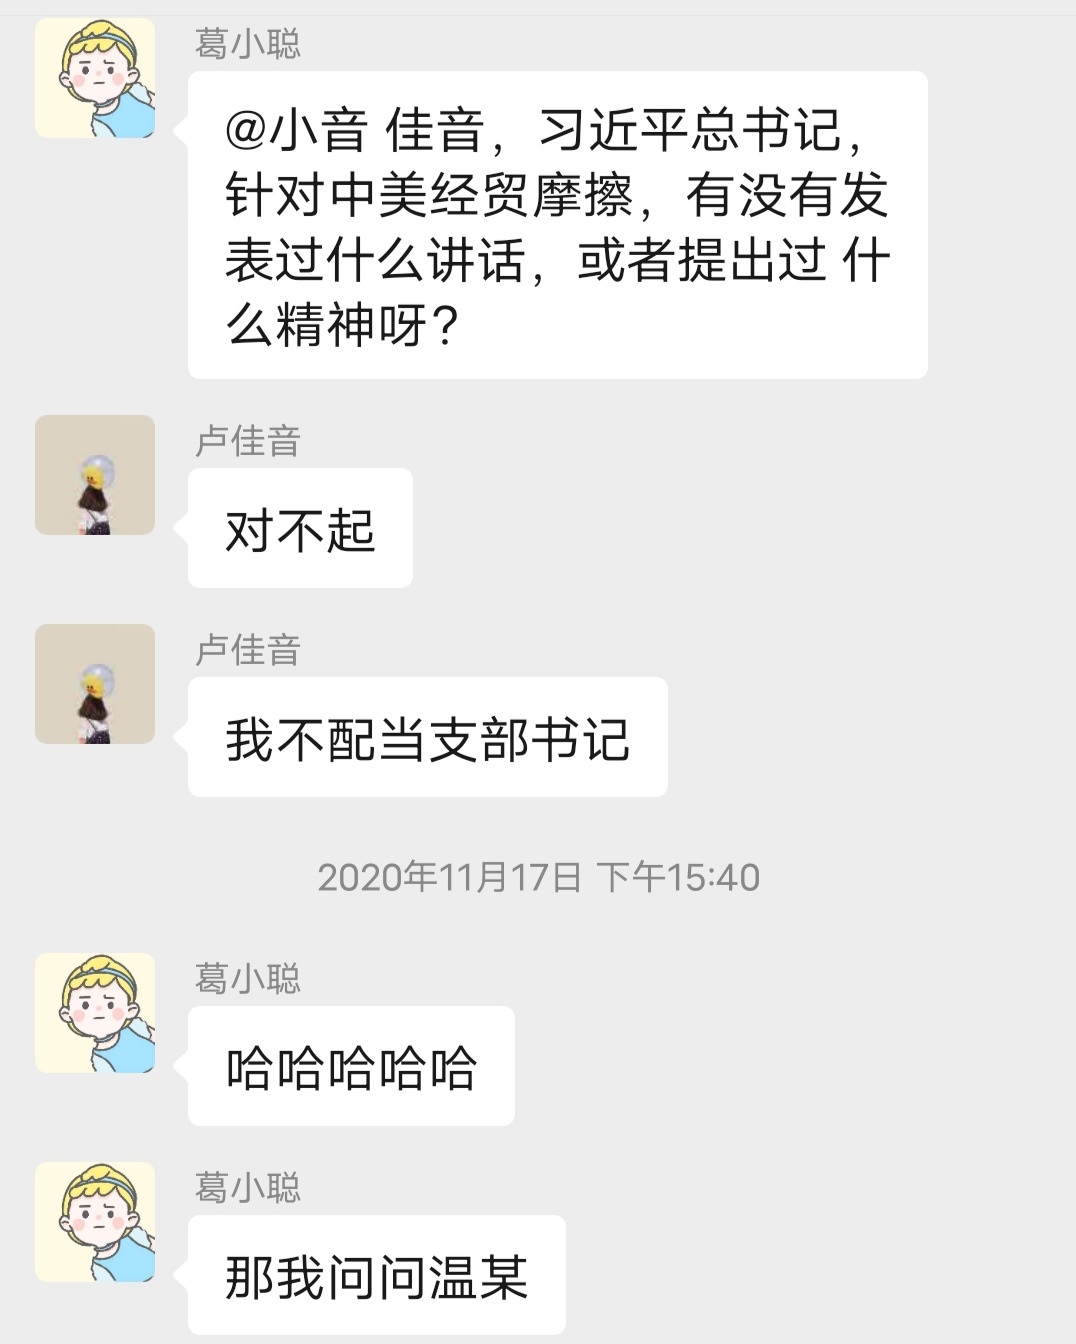 葛小聪
@小音 佳音，习近平总书记，
针对中美经贸摩擦，有没有发
表过什么讲话，或者提出过 什
么精神呀？
卢佳音
对不起
卢佳音
我不配当支部书记
2020年11月17日 下午15:40
葛小聪
哈哈哈哈哈
葛小聪
那我问问温某